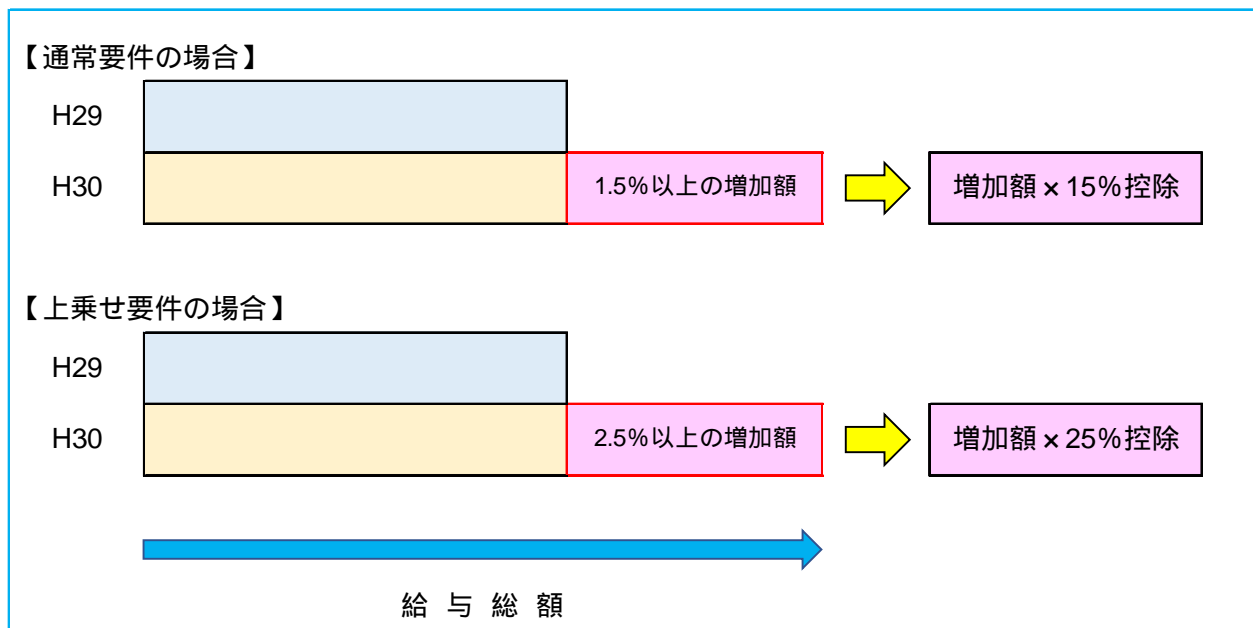 【通常要件の場合】
H29
H30
1.5%以上の増加額
増加額×15%控除
【上乗せ要件の場合】
H29
H30
2.5%以上の増加額
増加額×25%控除
給与総額